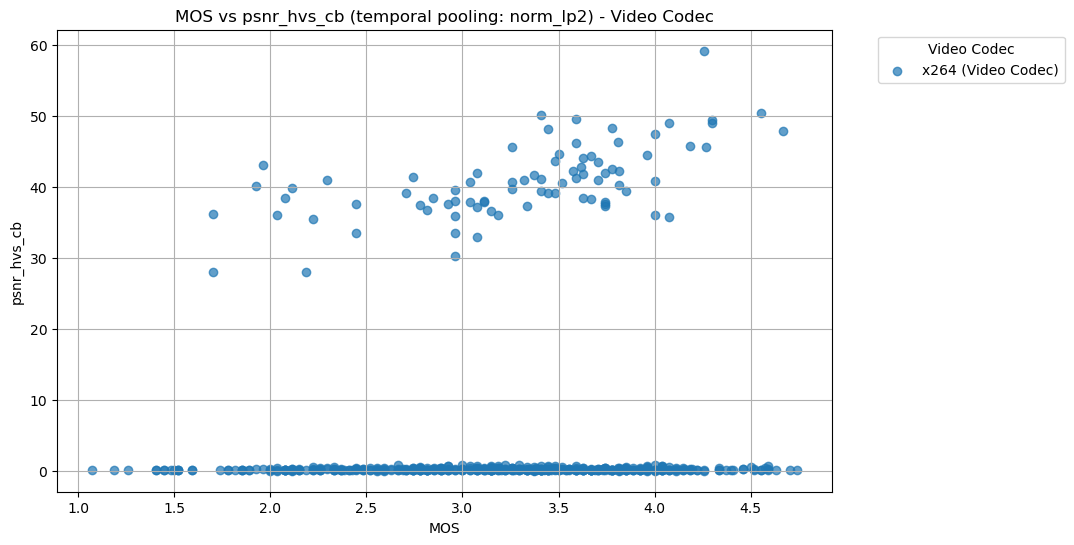 MOS vs psnr_hvs_cb (temporal pooling: norm_lp2) - Video Codec
Video Codec
x264 (Video Codec)
psnr_hvs_cb
60
50
40
30
20
10
0
1.0 1.5 2.0 2.5 3.0 3.5 4.0 4.5
MOS